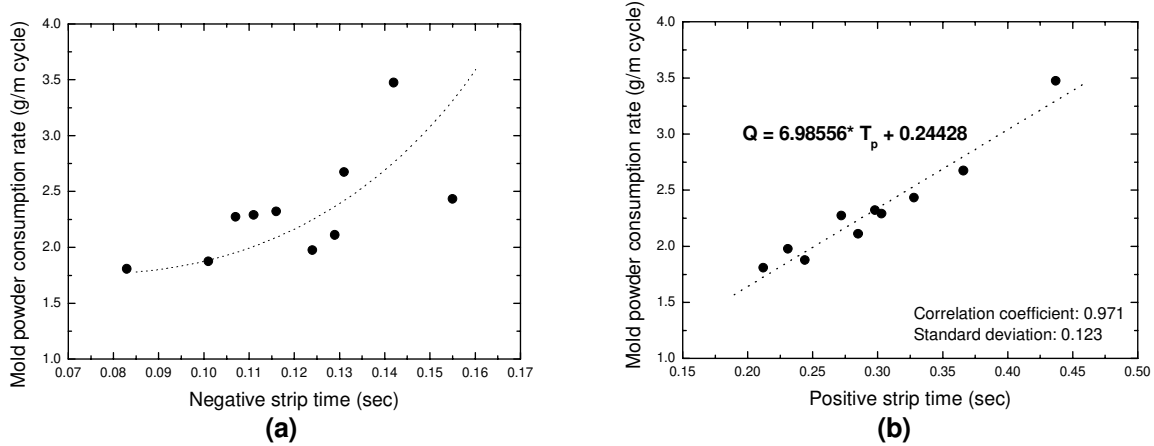 Mold powder consumption rate (g/m cycle)
4.0
3.5
3.0
2.5
2.0
1.5
1.0
0.07 0.08 0.09 0.10 0.11 0.12 0.13 0.14 0.15 0.16 0.17
Negative strip time (sec)
(a)
Mold powder consumption rate (g/m cycle)
4.0
3.5
3.0
2.5
2.0
1.5
1.0
Q = 6.98556* Tp + 0.24428
Correlation coefficient: 0.971
Standard deviation: 0.123
0.15 0.20 0.25 0.30 0.35 0.40 0.45 0.50
Positive strip time (sec)
(b)